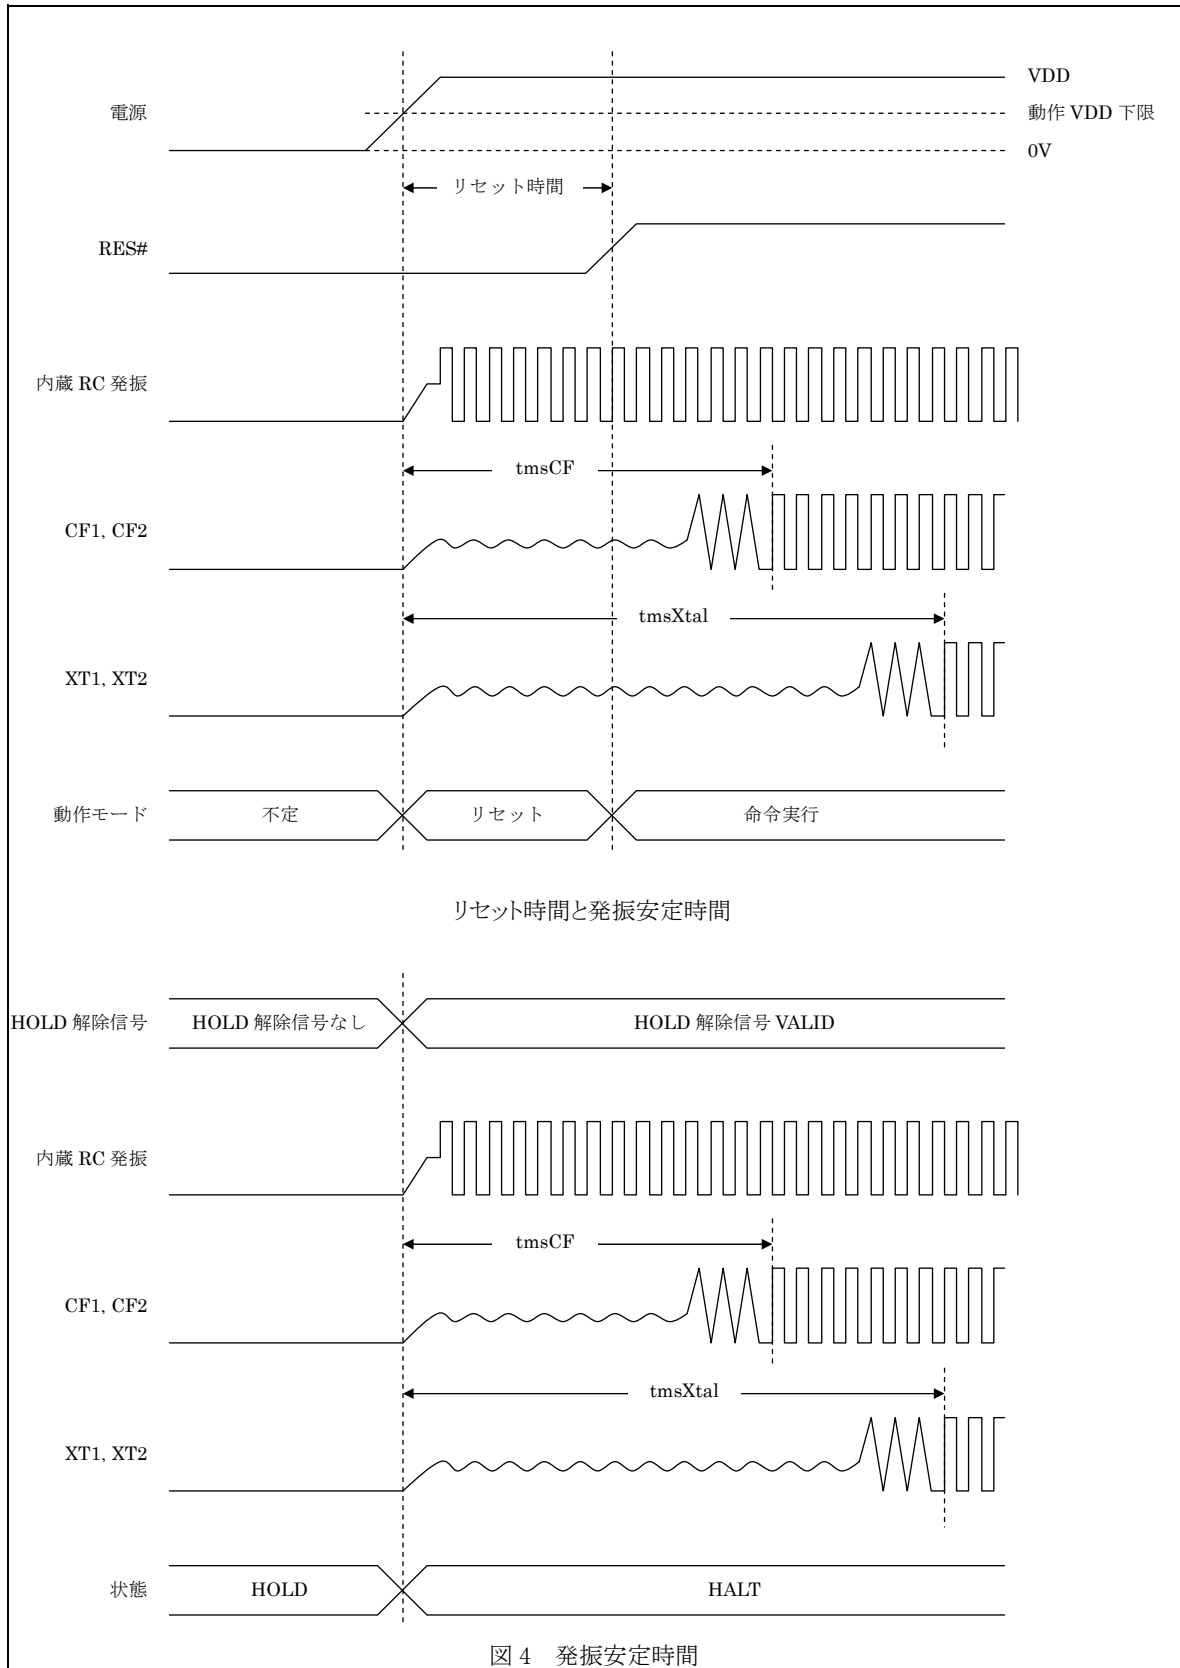 VDD
電源
動作 VDD 下限
0V
リセット時間
RES#
内蔵 RC 発振
tmsCF
CF1, CF2
tmsXtal
XT1, XT2
動作モード
不定
リセット
命令実行
リセット時間と発振安定時間
HOLD 解除信号
HOLD 解除信号なし
HOLD 解除信号 VALID
内蔵 RC 発振
tmsCF
CF1, CF2
tmsXtal
XT1, XT2
状態
HOLD
HALT
図 4 発振安定時間